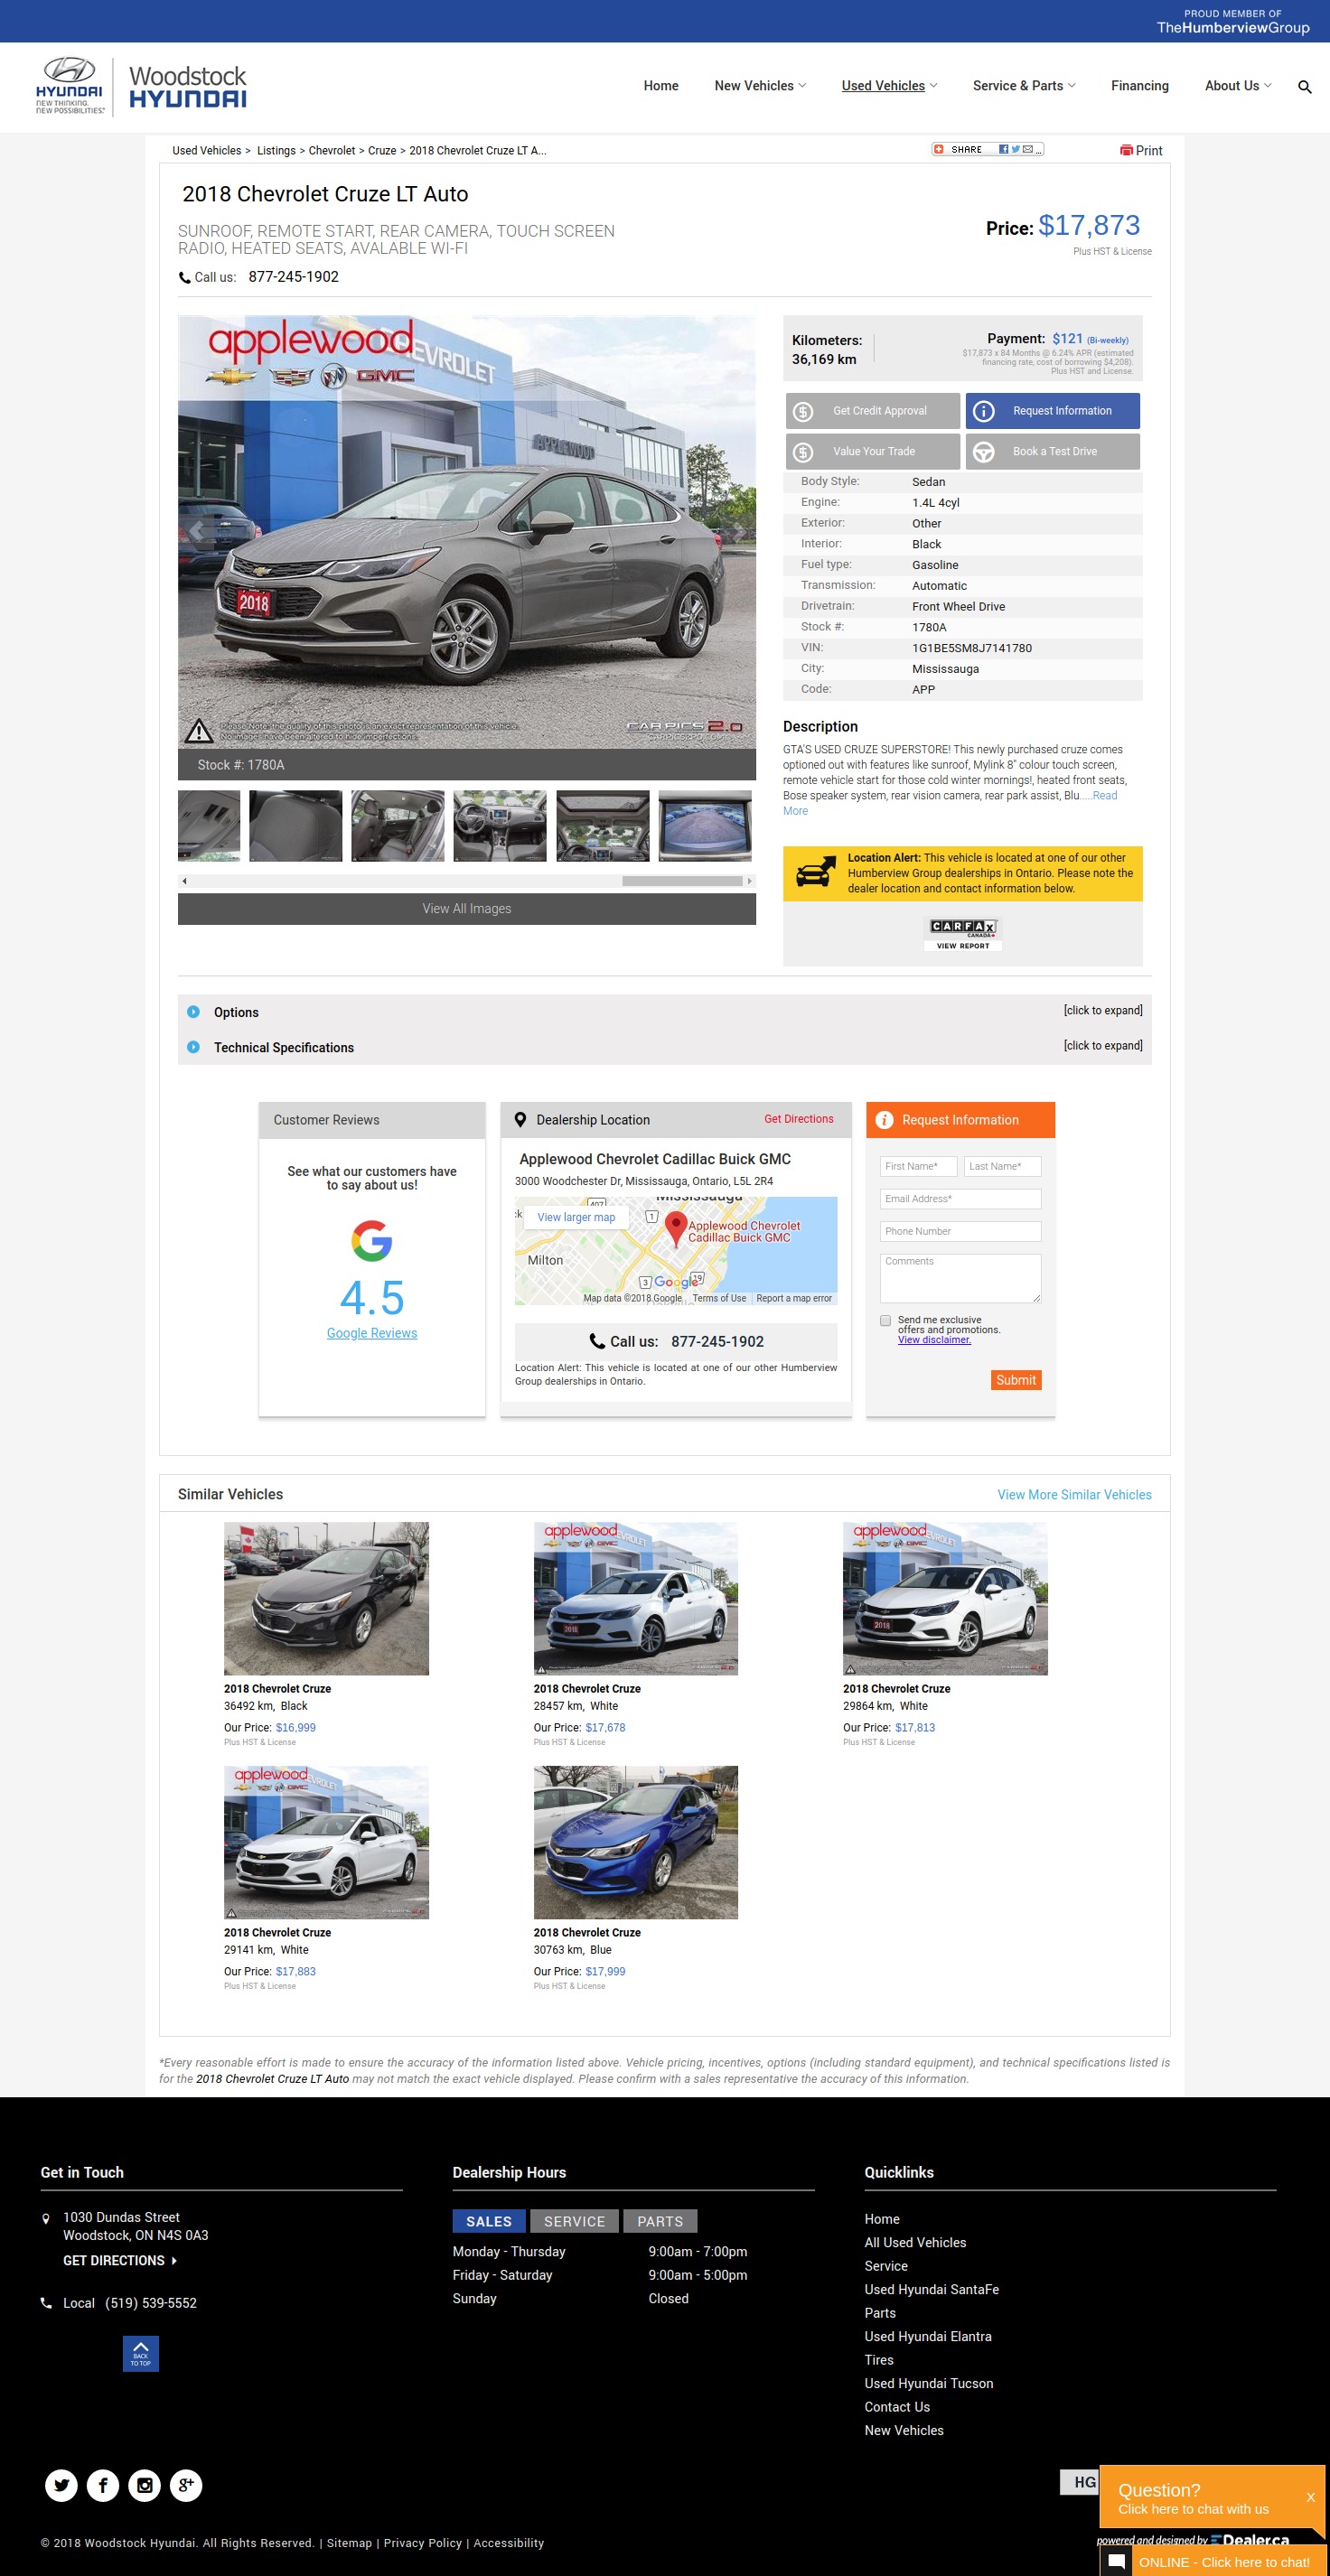 PROUD MEMBER OF
TheHumberviewGroup
HYUNDAI
NEW THINKING.
NEW POSSIBILITIES.
Woodstock
HYUNDAI
Home
New Vehicles
Used Vehicles
Service & Parts
Financing
About Us
Used Vehicles > Listings > Chevrolet > Cruze > 2018 Chevrolet Cruze LT A...
SHARE
...
Print
2018 Chevrolet Cruze LT Auto
SUNROOF, REMOTE START, REAR CAMERA, TOUCH SCREEN
RADIO, HEATED SEATS, AVALABLE WI-FI
Price: $17,873
Plus HST & License
Call us: 877-245-1902
applewood
GMC
CHEVROLET
APPLEWOOD
2018
Please Note: the quality of this photo is an exact representation of this vehicle.
No images have been altered to hide imperfections.
CAR PICS 2.0
Stock #: 1780A
View All Images
Kilometers:
36,169 km
Payment: $121 (Bi-weekly)
$17,873 x 84 Months @ 6.24% APR (estimated
financing rate, cost of borrowing $4,208).
Plus HST and License.
Get Credit Approval
Request Information
Value Your Trade
Book a Test Drive
Body Style: Sedan
Engine: 1.4L 4cyl
Exterior: Other
Interior: Black
Fuel type: Gasoline
Transmission: Automatic
Drivetrain: Front Wheel Drive
Stock #: 1780A
VIN: 1G1BE5SM8J7141780
City: Mississauga
Code: APP
Description
GTA'S USED CRUZE SUPERSTORE! This newly purchased cruze comes
optioned out with features like sunroof, Mylink 8" colour touch screen,
remote vehicle start for those cold winter mornings!, heated front seats,
Bose speaker system, rear vision camera, rear park assist, Blu.....Read
More
Location Alert: This vehicle is located at one of our other
Humberview Group dealerships in Ontario. Please note the
dealer location and contact information below.
CARFAX
CANADA
VIEW REPORT
Options
[click to expand]
Technical Specifications
[click to expand]
Customer Reviews
See what our customers have
to say about us!
4.5
Google Reviews
Dealership Location
Get Directions
Applewood Chevrolet Cadillac Buick GMC
3000 Woodchester Dr, Mississauga, Ontario, L5L 2R4
Mississauga
407
View larger map
1
Applewood Chevrolet
Cadillac Buick GMC
Milton
3
Google
19
Map data ©2018 Google
Terms of Use
Report a map error
Call us: 877-245-1902
Location Alert: This vehicle is located at one of our other Humberview
Group dealerships in Ontario.
Request Information
First Name*
Last Name*
Email Address*
Phone Number
Comments
Send me exclusive
offers and promotions.
View disclaimer.
Submit
Similar Vehicles
View More Similar Vehicles
applewood
applewood
2018 Chevrolet Cruze
36492 km, Black
Our Price: $16,999
Plus HST & License
2018 Chevrolet Cruze
28457 km, White
Our Price: $17,678
Plus HST & License
2018 Chevrolet Cruze
29864 km, White
Our Price: $17,813
Plus HST & License
applewood
2018 Chevrolet Cruze
29141 km, White
Our Price: $17,883
Plus HST & License
2018 Chevrolet Cruze
30763 km, Blue
Our Price: $17,999
Plus HST & License
*Every reasonable effort is made to ensure the accuracy of the information listed above. Vehicle pricing, incentives, options (including standard equipment), and technical specifications listed is
for the 2018 Chevrolet Cruze LT Auto may not match the exact vehicle displayed. Please confirm with a sales representative the accuracy of this information.
Get in Touch
1030 Dundas Street
Woodstock, ON N4S 0A3
GET DIRECTIONS
Local (519) 539-5552
BACK
TO TOP
Dealership Hours
SALES
SERVICE
PARTS
Monday - Thursday 9:00am - 7:00pm
Friday - Saturday 9:00am - 5:00pm
Sunday Closed
Quicklinks
Home
All Used Vehicles
Service
Used Hyundai SantaFe
Parts
Used Hyundai Elantra
Tires
Used Hyundai Tucson
Contact Us
New Vehicles
HG
Question?
Click here to chat with us
X
© 2018 Woodstock Hyundai. All Rights Reserved. | Sitemap | Privacy Policy | Accessibility
powered and designed by EDealer.ca
ONLINE - Click here to chat!